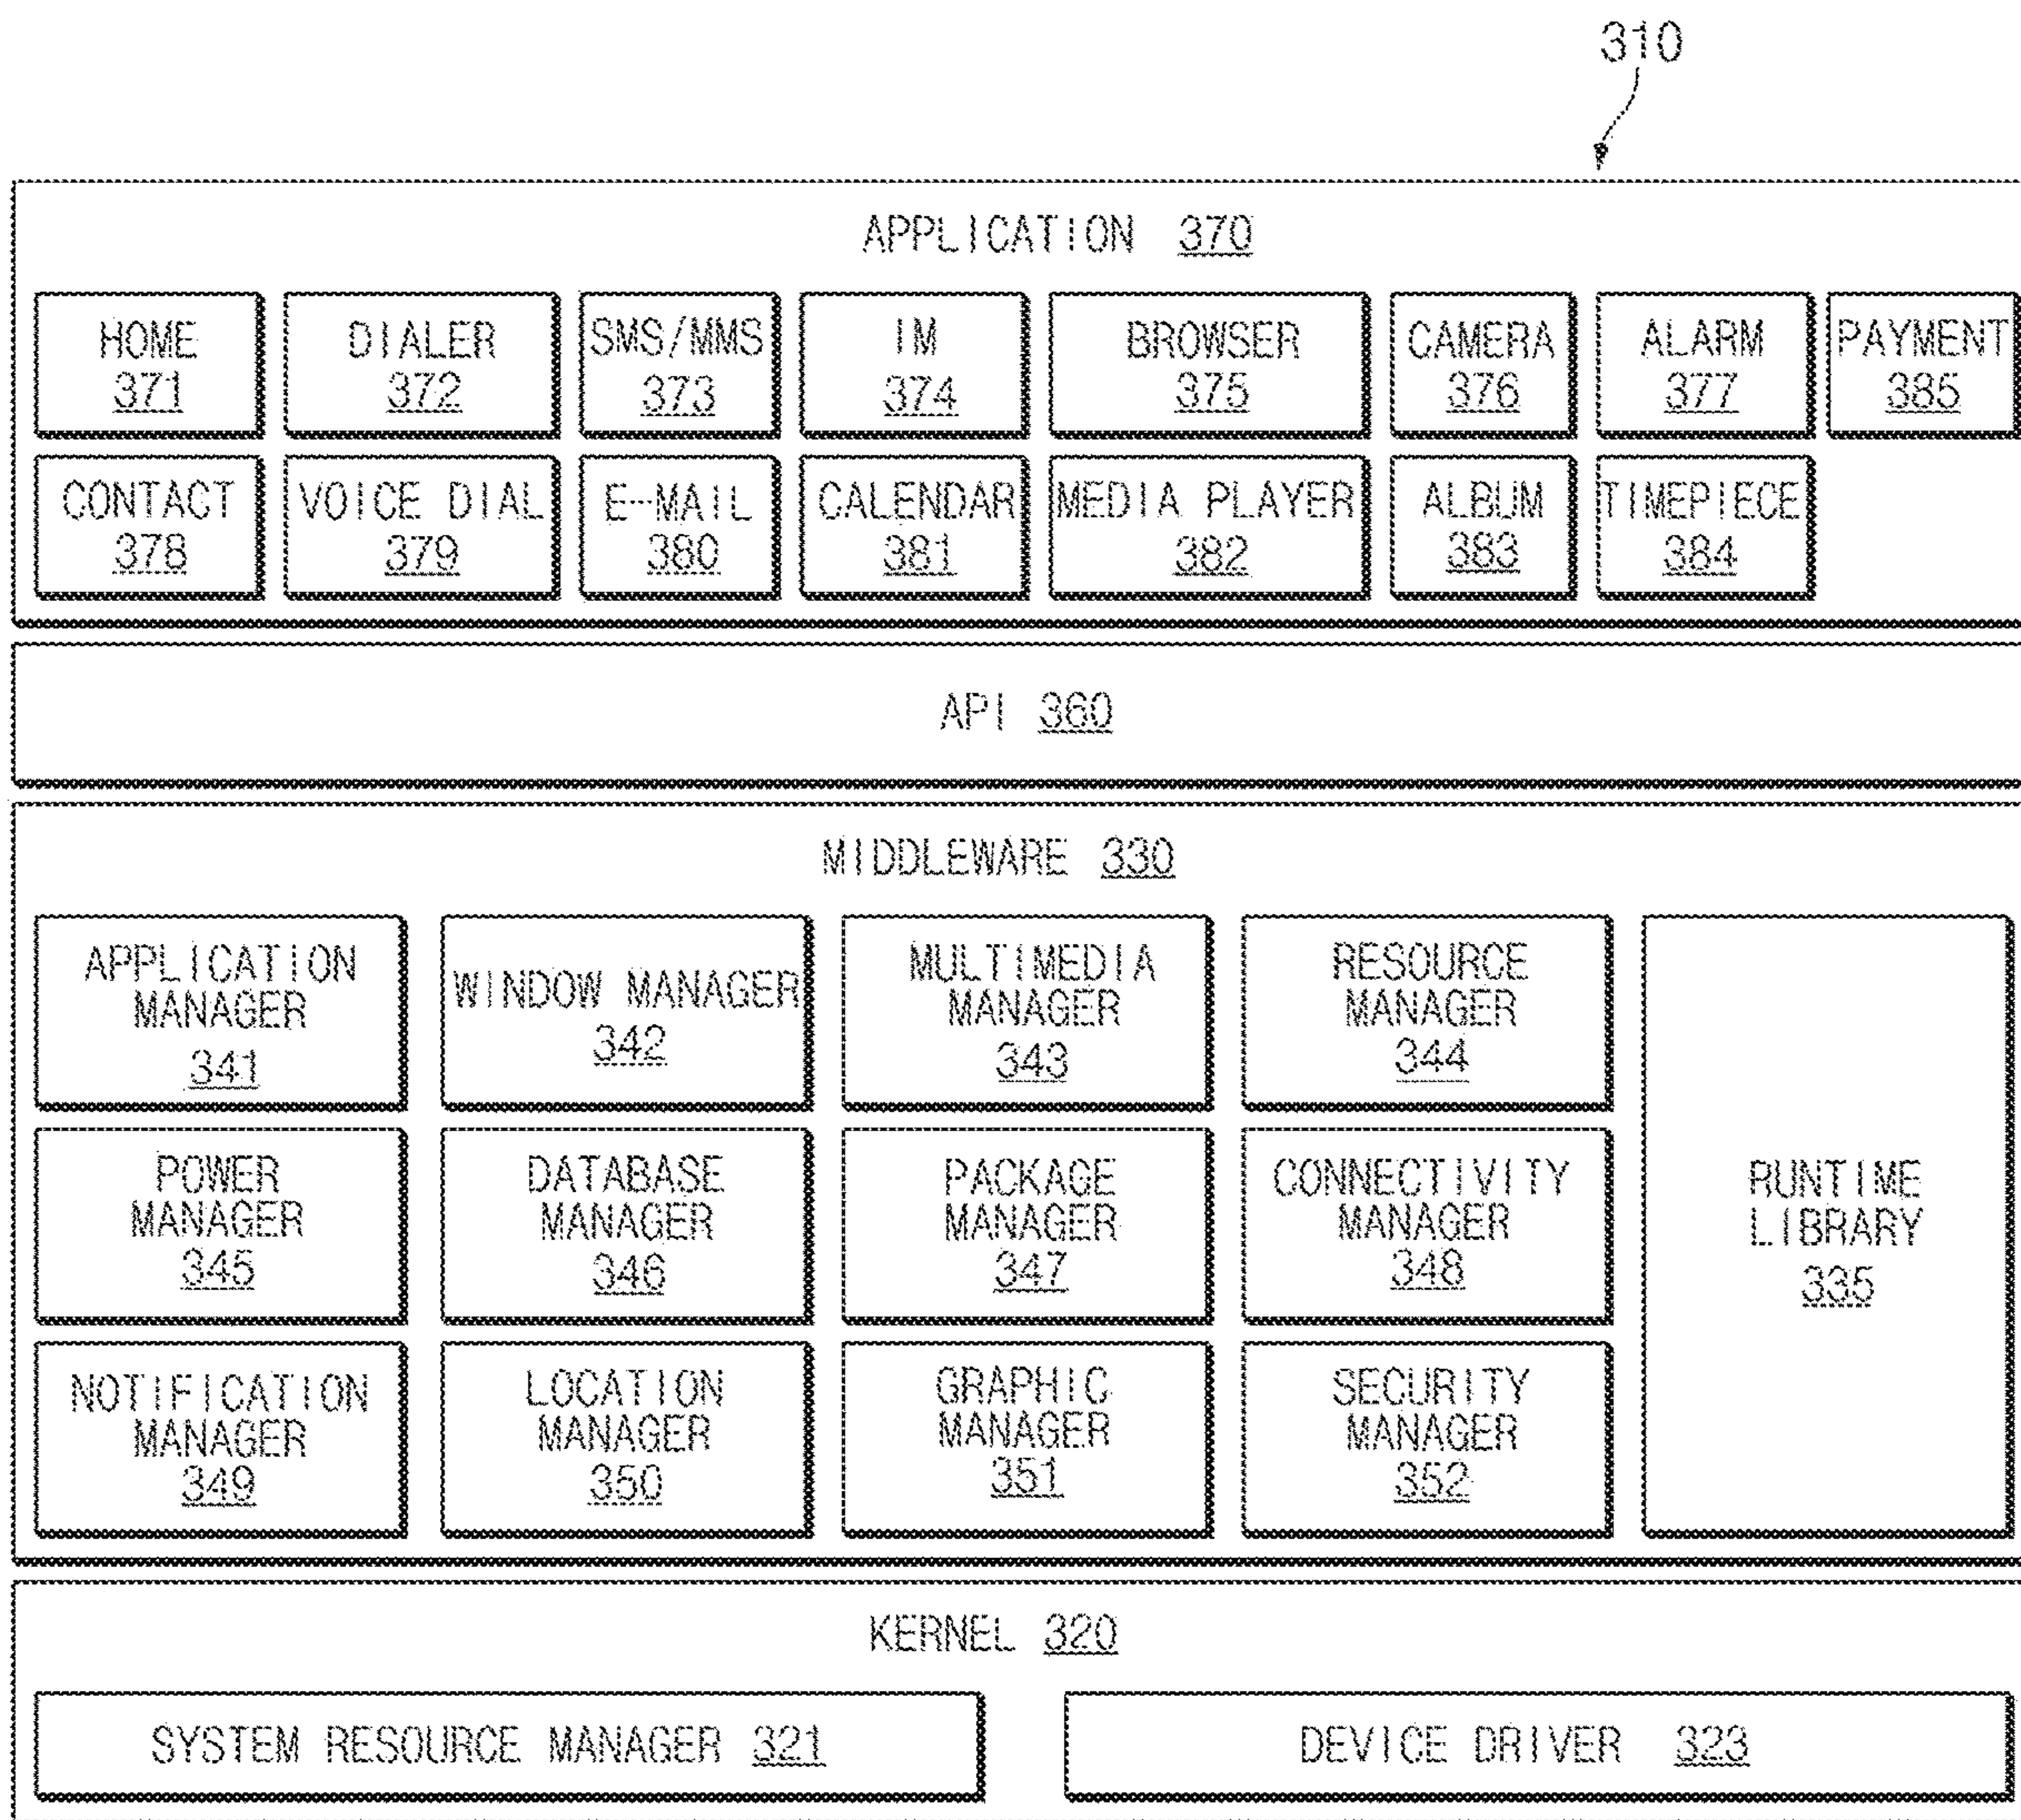 310
APPLICATION 370
HOME
371
DIALER
372
SMS/MMS
373
IM
374
BROWSER
375
CAMERA
376
ALARM
377
PAYMENT
385
CONTACT
378
VOICE DIAL
379
E-MAIL
380
CALENDAR
381
MEDIA PLAYER
382
ALBUM
383
TIMEPIECE
384
API 360
MIDDLEWARE 330
APPLICATION
MANAGER
341
WINDOW MANAGER
342
MULTIMEDIA
MANAGER
343
RESOURCE
MANAGER
344
POWER
MANAGER
345
DATABASE
MANAGER
346
PACKAGE
MANAGER
347
CONNECTIVITY
MANAGER
348
NOTIFICATION
MANAGER
349
LOCATION
MANAGER
350
GRAPHIC
MANAGER
351
SECURITY
MANAGER
352
RUNTIME
LIBRARY
335
KERNEL 320
SYSTEM RESOURCE MANAGER 321
DEVICE DRIVER 323